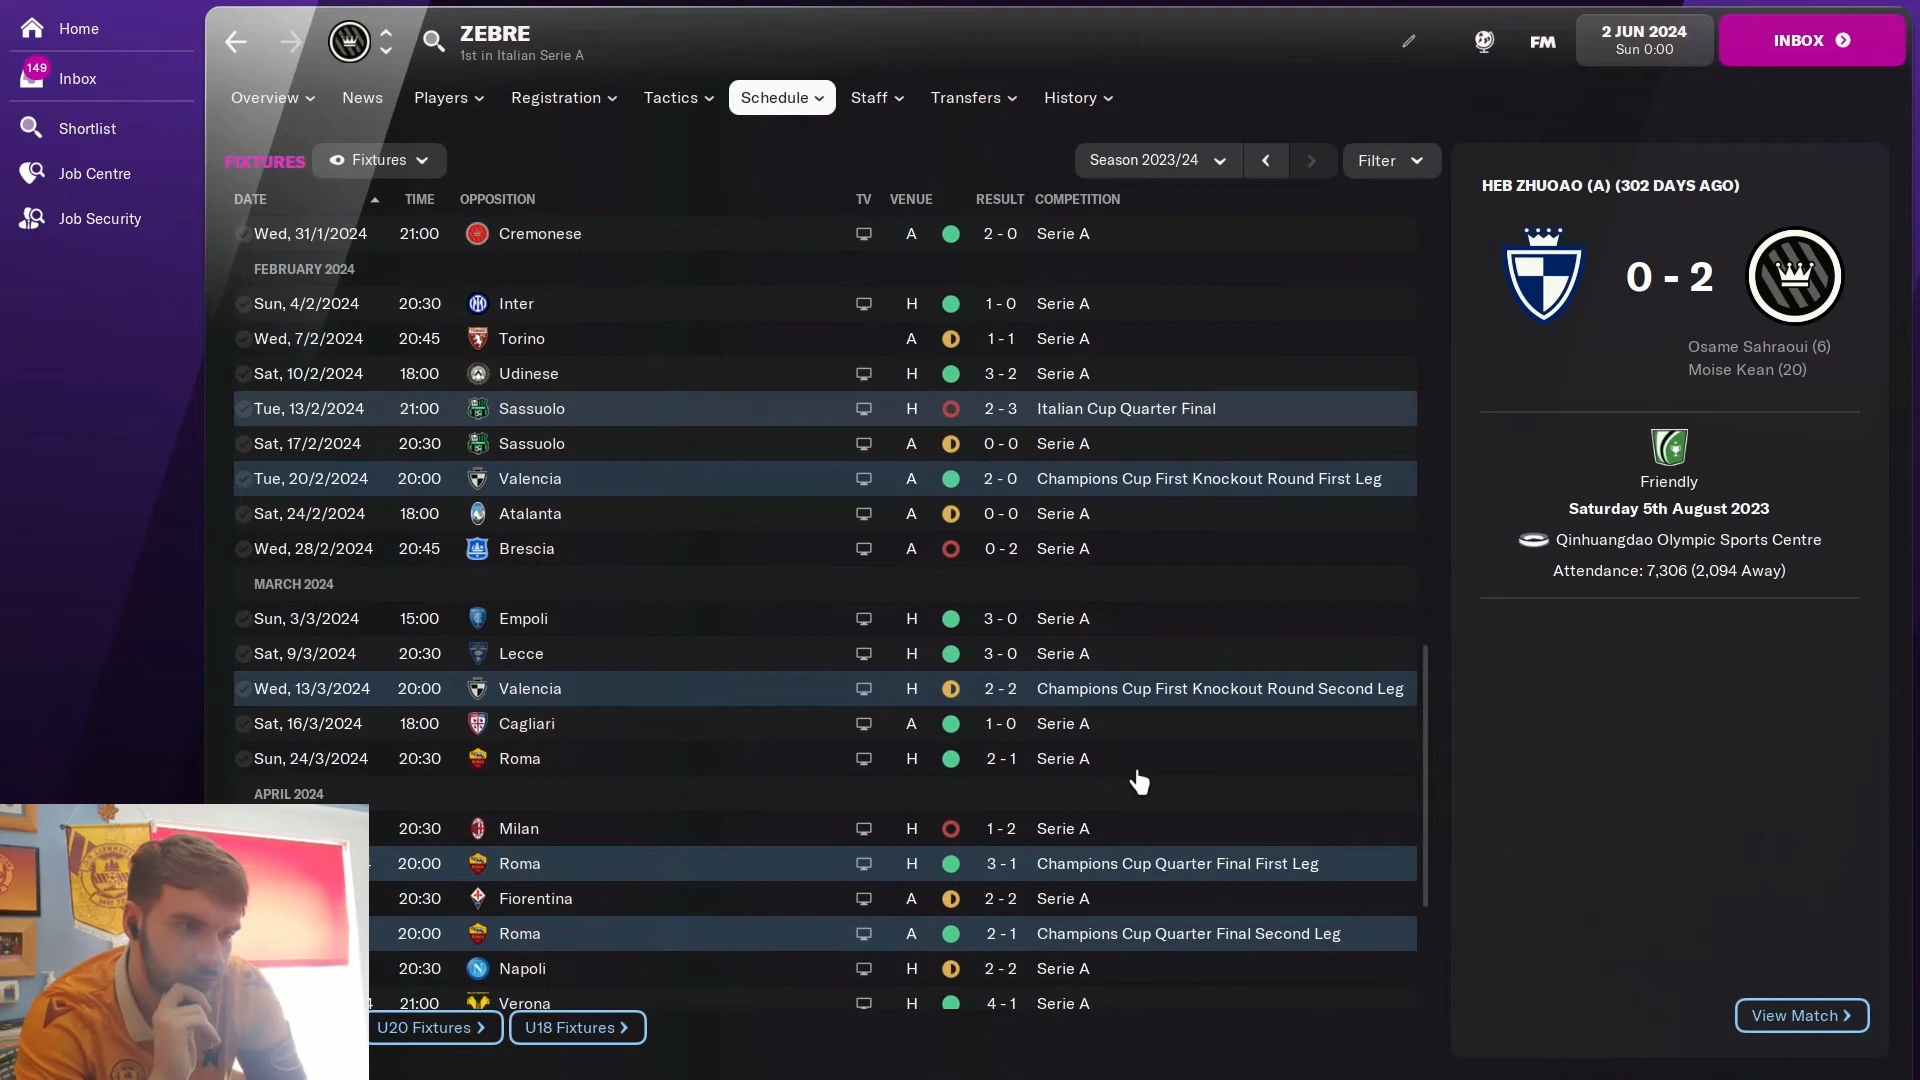 Home
ZEBRE
1st in Italian Serie A
FM
2 JUN 2024
Sun 0:00
INBOX
149
Inbox
Overview News Players Registration Tactics Schedule Staff Transfers History
Shortlist
Job Centre
Job Security
FIXTURES Fixtures Season 2023/24 Filter
DATE TIME OPPOSITION TV VENUE RESULT COMPETITION
Wed, 31/1/2024 21:00 Cremonese A 2 - 0 Serie A
FEBRUARY 2024
Sun, 4/2/2024 20:30 Inter H 1 - 0 Serie A
Wed, 7/2/2024 20:45 Torino A 1 - 1 Serie A
Sat, 10/2/2024 18:00 Udinese H 3 - 2 Serie A
Tue, 13/2/2024 21:00 Sassuolo H 2 - 3 Italian Cup Quarter Final
Sat, 17/2/2024 20:30 Sassuolo A 0 - 0 Serie A
Tue, 20/2/2024 20:00 Valencia A 2 - 0 Champions Cup First Knockout Round First Leg
Sat, 24/2/2024 18:00 Atalanta A 0 - 0 Serie A
Wed, 28/2/2024 20:45 Brescia A 0 - 2 Serie A
MARCH 2024
Sun, 3/3/2024 15:00 Empoli H 3 - 0 Serie A
Sat, 9/3/2024 20:30 Lecce H 3 - 0 Serie A
Wed, 13/3/2024 20:00 Valencia H 2 - 2 Champions Cup First Knockout Round Second Leg
Sat, 16/3/2024 18:00 Cagliari A 1 - 0 Serie A
Sun, 24/3/2024 20:30 Roma H 2 - 1 Serie A
APRIL 2024
20:30 Milan H 1 - 2 Serie A
20:00 Roma H 3 - 1 Champions Cup Quarter Final First Leg
20:30 Fiorentina A 2 - 2 Serie A
20:00 Roma A 2 - 1 Champions Cup Quarter Final Second Leg
20:30 Napoli H 2 - 2 Serie A
21:00 Verona H 4 - 1 Serie A
U20 Fixtures U18 Fixtures
HEB ZHUOAO (A) (302 DAYS AGO)
0 - 2
Osame Sahraoui (6)
Moise Kean (20)
Friendly
Saturday 5th August 2023
Qinhuangdao Olympic Sports Centre
Attendance: 7,306 (2,094 Away)
View Match